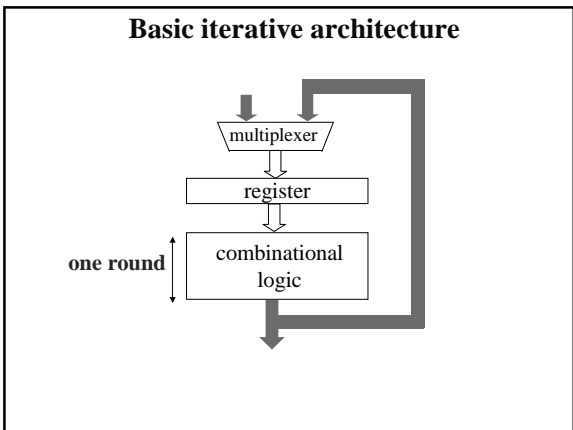 Basic iterative architecture
multiplexer
register
one round
combinational
logic